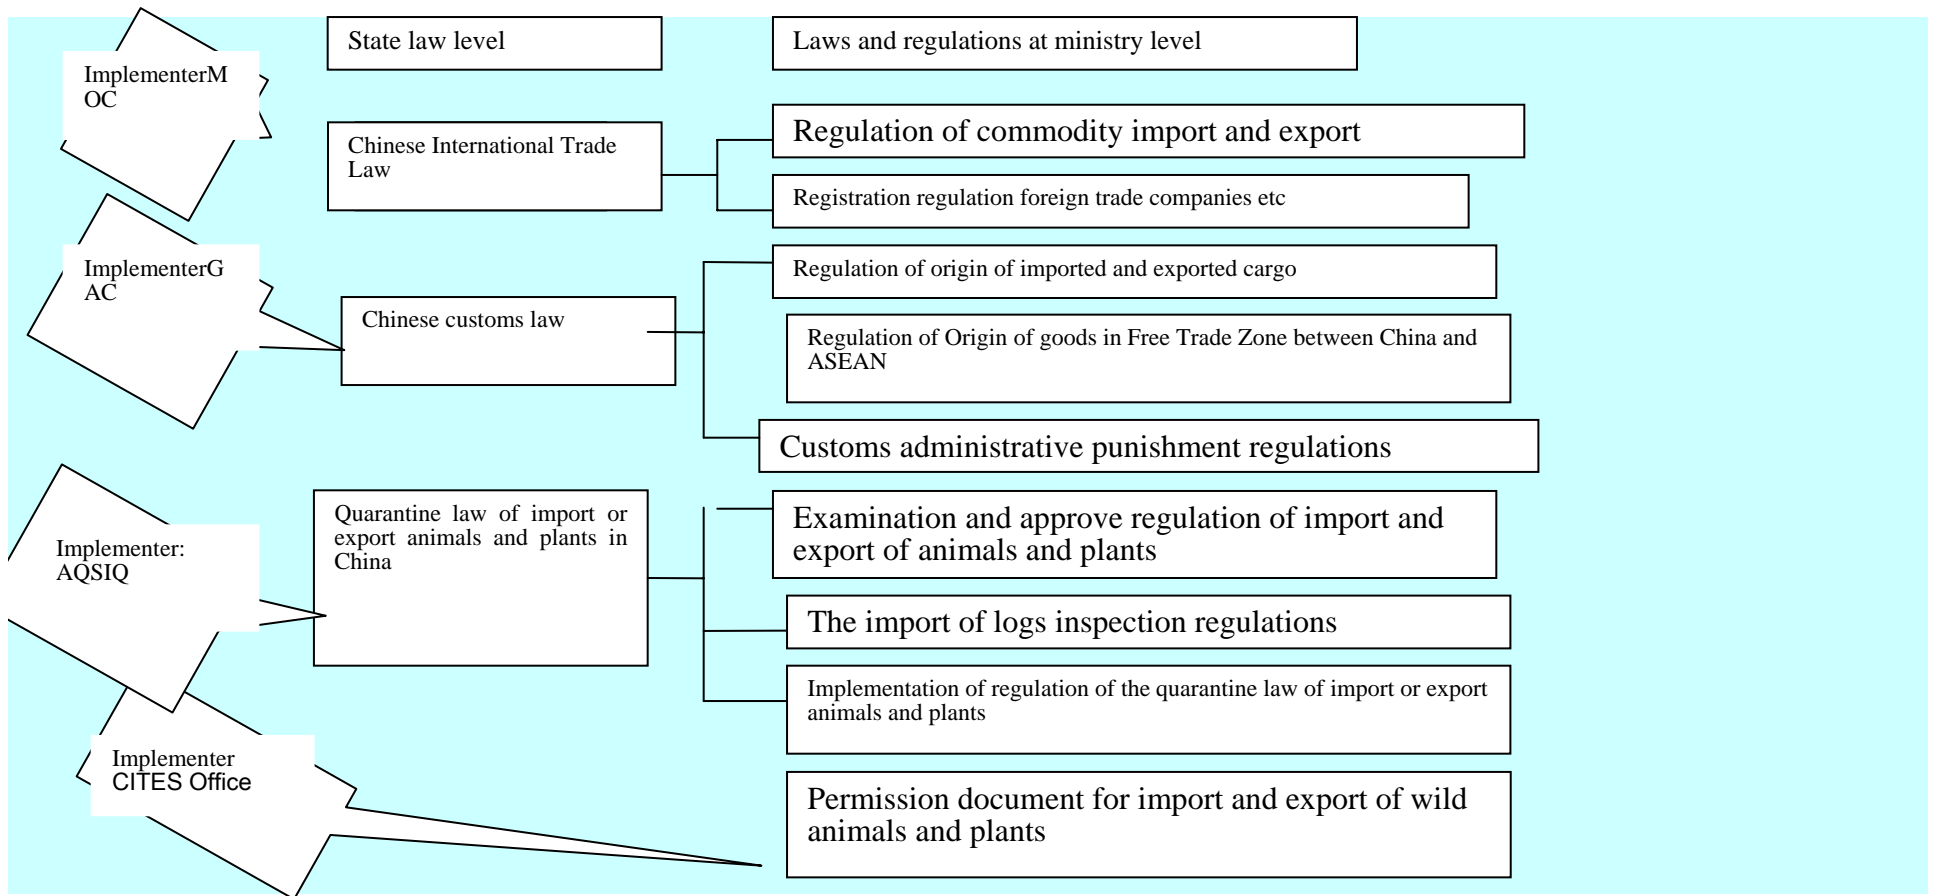 State law level
Laws and regulations at ministry level
ImplementerM
OC
Chinese International Trade
Law
Regulation of commodity import and export
Registration regulation foreign trade companies etc
ImplementerG
AC
Chinese customs law
Regulation of origin of imported and exported cargo
Regulation of Origin of goods in Free Trade Zone between China and
ASEAN
Customs administrative punishment regulations
Implementer:
AQSIQ
Quarantine law of import or
export animals and plants in
China
Examination and approve regulation of import and
export of animals and plants
The import of logs inspection regulations
Implementation of regulation of the quarantine law of import or export
animals and plants
Implementer
CITES Office
Permission document for import and export of wild
animals and plants